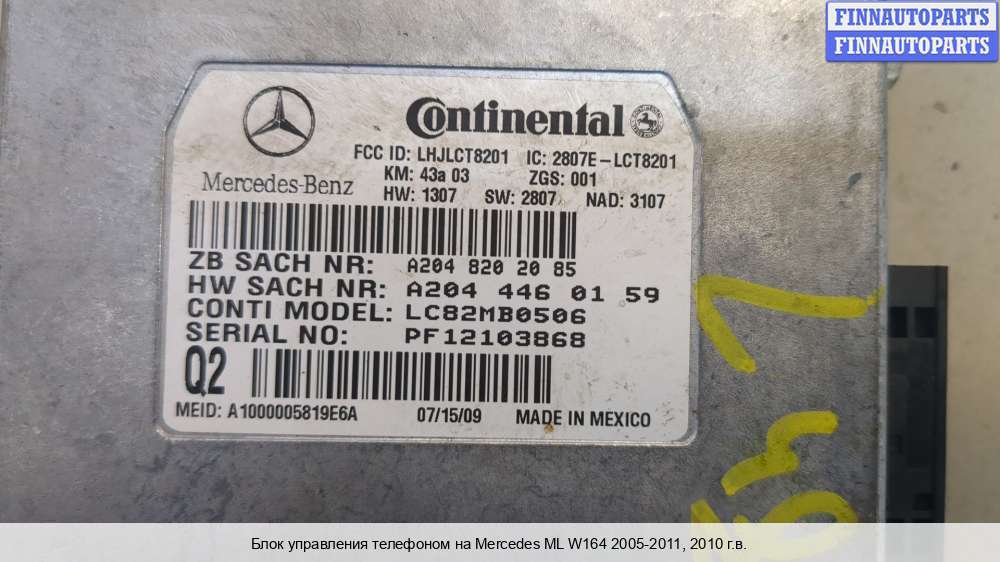 FINNAUTOPARTS
FINNAUTOPARTS
Continental
FCC ID: LHJLCT8201 IC: 2807E-LCT8201
KM: 43a 03 ZGS: 001
Mercedes-Benz
HW: 1307 SW: 2807 NAD: 3107
ZB SACH NR: A204 820 20 85
HW SACH NR: A204 446 01 59
CONTI MODEL: LC82MB0506
SERIAL NO: PF12103868
Q2
MEID: A1000005819E6A 07/15/09 MADE IN MEXICO
Блок управления телефоном на Mercedes ML W164 2005-2011, 2010 г.в.